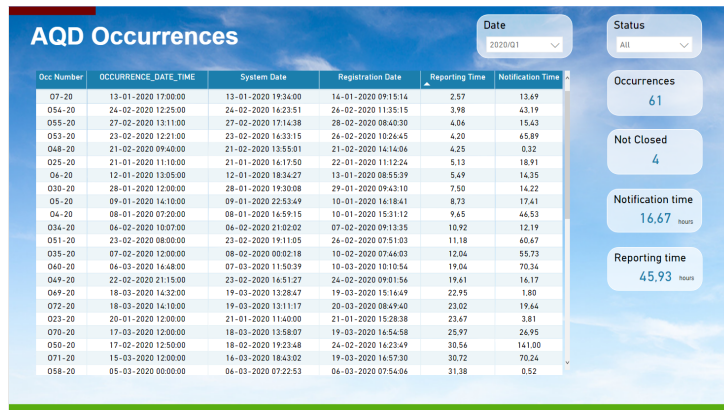 AQD Occurrences
Date
2020/Q1
Status
All
Occ Number OCCURRENCE_DATE_TIME System Date Registration Date Reporting Time Notification Time
07-20 13-01-2020 17:00:00 13-01-2020 19:34:00 14-01-2020 09:15:14 2,57 13,69
054-20 24-02-2020 12:25:00 24-02-2020 16:23:51 26-02-2020 11:35:15 3,98 43,19
055-20 27-02-2020 13:11:00 27-02-2020 17:14:38 28-02-2020 08:40:30 4,06 15,43
053-20 23-02-2020 12:21:00 23-02-2020 16:33:15 26-02-2020 10:26:45 4,20 65,89
048-20 21-02-2020 09:40:00 21-02-2020 13:55:01 21-02-2020 14:14:06 4,25 0,32
025-20 21-01-2020 11:10:00 21-01-2020 16:17:50 22-01-2020 11:12:24 5,13 18,91
06-20 12-01-2020 13:05:00 12-01-2020 18:34:27 13-01-2020 08:55:39 5,49 14,35
030-20 28-01-2020 12:00:00 28-01-2020 19:30:08 29-01-2020 09:43:10 7,50 14,22
05-20 09-01-2020 14:10:00 09-01-2020 22:53:49 10-01-2020 16:18:41 8,73 17,41
04-20 08-01-2020 07:20:00 08-01-2020 16:59:15 10-01-2020 15:31:12 9,65 46,53
034-20 06-02-2020 10:07:00 06-02-2020 21:02:02 07-02-2020 09:13:35 10,92 12,19
051-20 23-02-2020 08:00:00 23-02-2020 19:11:05 26-02-2020 07:51:03 11,18 60,67
035-20 07-02-2020 12:00:00 08-02-2020 00:02:18 10-02-2020 07:46:03 12,04 55,73
060-20 06-03-2020 16:48:00 07-03-2020 11:50:39 10-03-2020 10:10:54 19,04 70,34
049-20 22-02-2020 21:15:00 23-02-2020 16:51:27 24-02-2020 09:01:56 19,61 16,17
069-20 18-03-2020 14:32:00 19-03-2020 13:28:47 19-03-2020 15:16:49 22,95 1,80
072-20 18-03-2020 14:10:00 19-03-2020 13:11:17 20-03-2020 08:49:40 23,02 19,64
023-20 20-01-2020 12:00:00 21-01-2020 11:40:00 21-01-2020 15:28:38 23,67 3,81
070-20 17-03-2020 12:00:00 18-03-2020 13:58:07 19-03-2020 16:54:58 25,97 26,95
050-20 17-02-2020 12:50:00 18-02-2020 19:23:48 24-02-2020 16:23:49 30,56 141,00
071-20 15-03-2020 12:00:00 16-03-2020 18:43:02 19-03-2020 16:57:30 30,72 70,24
058-20 05-03-2020 00:00:00 06-03-2020 07:22:53 06-03-2020 07:54:06 31,38 0,52
Occurrences
61
Not Closed
4
Notification time
16,67 hours
Reporting time
45,93 hours